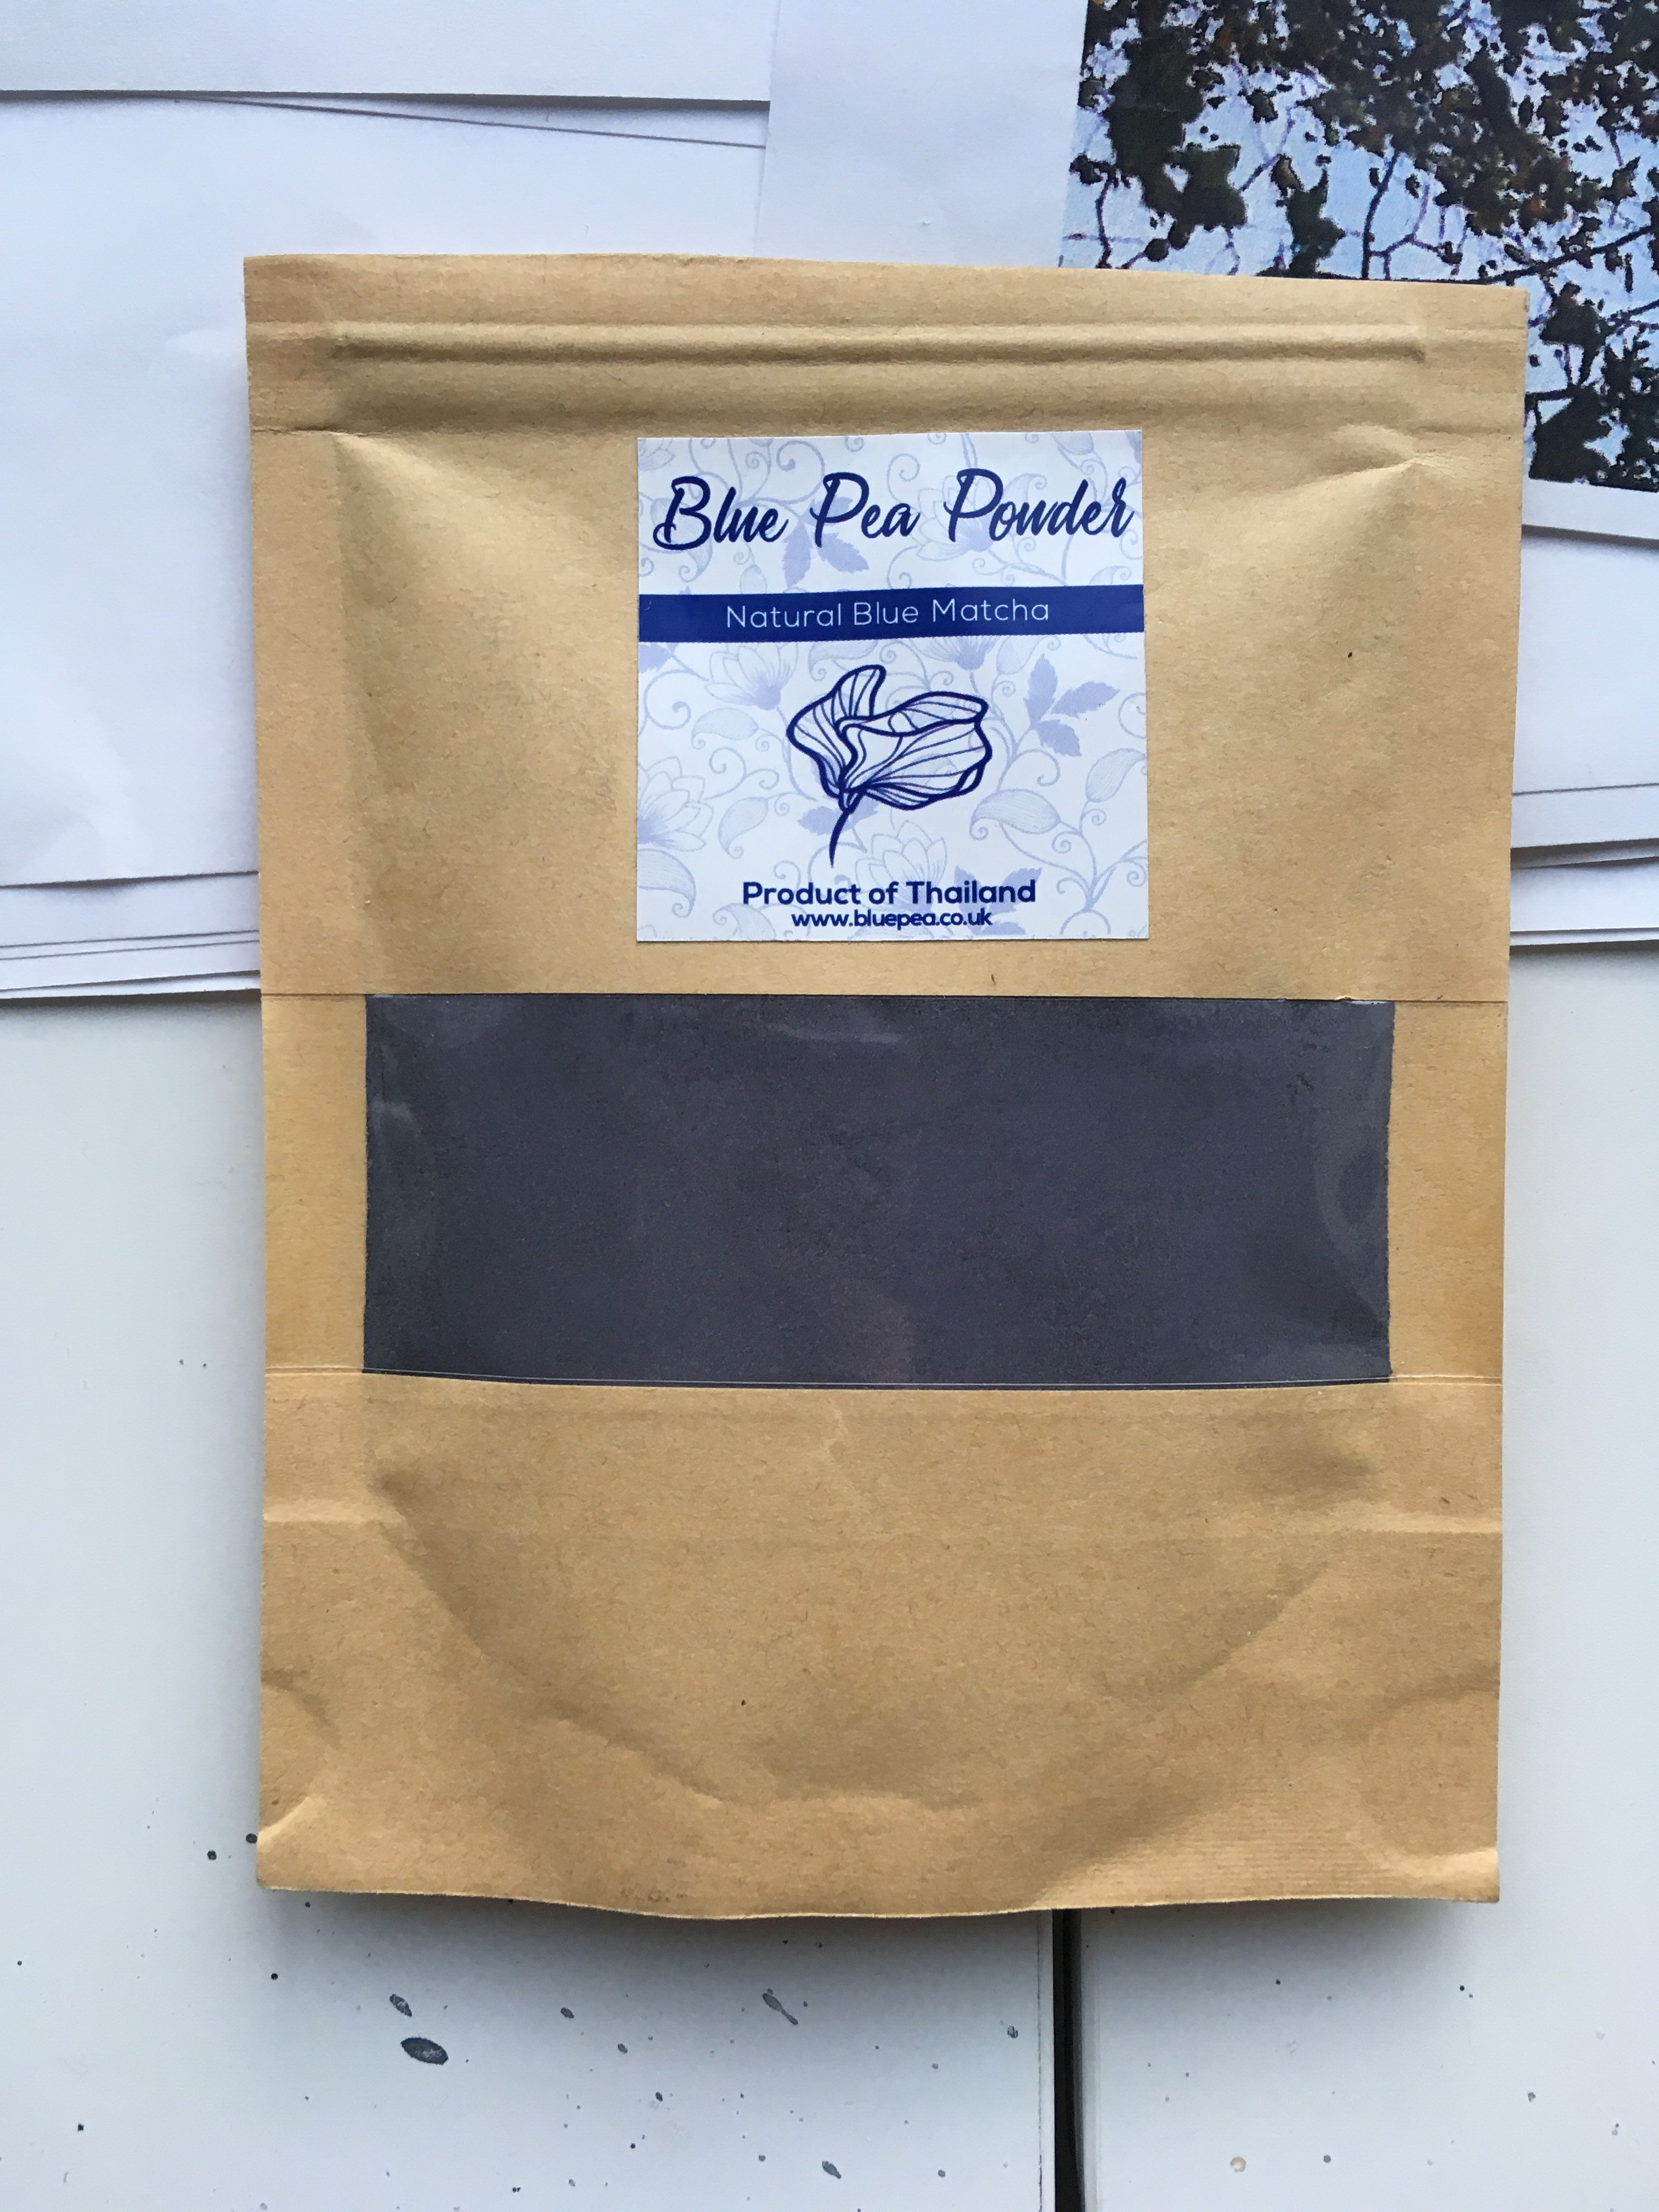 Blue Pea Powder
Natural Blue Matcha
Product of Thailand
www.bluepea.co.uk